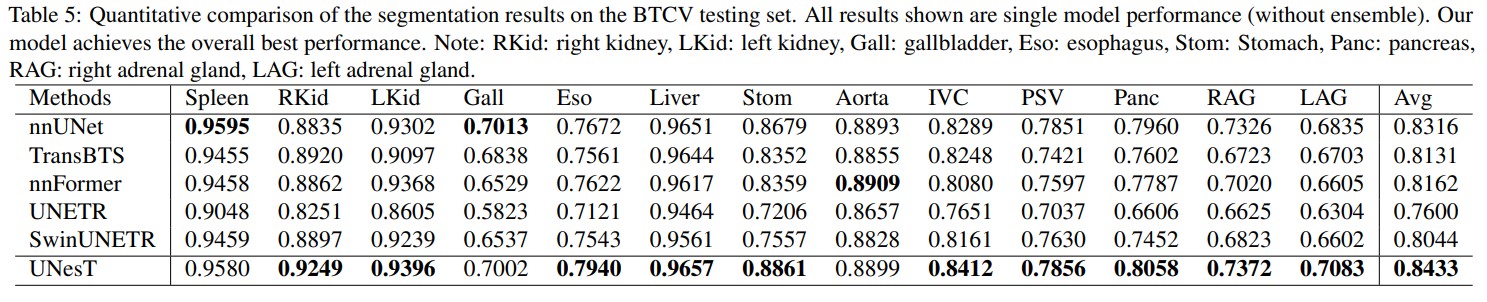 Table 5: Quantitative comparison of the segmentation results on the BTCV testing set. All results shown are single model performance (without ensemble). Our
model achieves the overall best performance. Note: RKid: right kidney, LKid: left kidney, Gall: gallbladder, Eso: esophagus, Stom: Stomach, Panc: pancreas,
RAG: right adrenal gland, LAG: left adrenal gland.
Methods Spleen RKid LKid Gall Eso Liver Stom Aorta IVC PSV Panc RAG LAG Avg
nnUNet 0.9595 0.8835 0.9302 0.7013 0.7672 0.9651 0.8679 0.8893 0.8289 0.7851 0.7960 0.7326 0.6835 0.8316
TransBTS 0.9455 0.8920 0.9097 0.6838 0.7561 0.9644 0.8352 0.8855 0.8248 0.7421 0.7602 0.6723 0.6703 0.8131
nnFormer 0.9458 0.8862 0.9368 0.6529 0.7622 0.9617 0.8359 0.8909 0.8080 0.7597 0.7787 0.7020 0.6605 0.8162
UNETR 0.9048 0.8251 0.8605 0.5823 0.7121 0.9464 0.7206 0.8657 0.7651 0.7037 0.6606 0.6625 0.6304 0.7600
SwinUNETR 0.9459 0.8897 0.9239 0.6537 0.7543 0.9561 0.7557 0.8828 0.8161 0.7630 0.7452 0.6823 0.6602 0.8044
UNesT 0.9580 0.9249 0.9396 0.7002 0.7940 0.9657 0.8861 0.8899 0.8412 0.7856 0.8058 0.7372 0.7083 0.8433